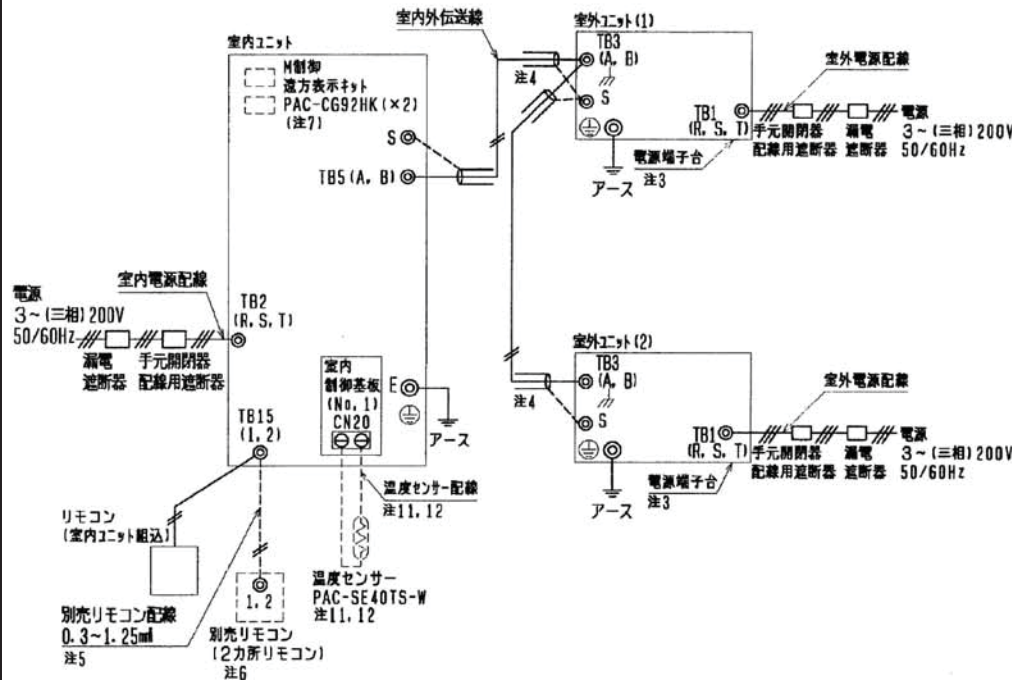 室内外伝送線
室内ユニット
M制御
遠方表示キット
PAC-CG92HK(×2)
(注7)
S
TB5(A, B)
室内電源配線
電源
3~(三相)200V
50/60Hz
漏電
遮断器
手元開閉器
配線用遮断器
TB2
(R, S, T)
TB15
(1, 2)
室内
制御基板
(No. 1)
CN20
E
アース
温度センサー配線
注11, 12
温度センサー
PAC-SE40TS-W
注11, 12
リモコン
(室内ユニット組込)
別売リモコン配線
0.3~1.25㎟
注5
1, 2
別売リモコン
(2カ所リモコン)
注6
室外ユニット(1)
TB3
(A, B)
S
注4
アース
TB1
(R, S, T)
電源端子台
注3
室外電源配線
手元開閉器
配線用遮断器
漏電
遮断器
電源
3~(三相)200V
50/60Hz
室外ユニット(2)
TB3
(A, B)
S
注4
アース
TB1
(R, S, T)
電源端子台
注3
室外電源配線
手元開閉器
配線用遮断器
漏電
遮断器
電源
3~(三相)200V
50/60Hz